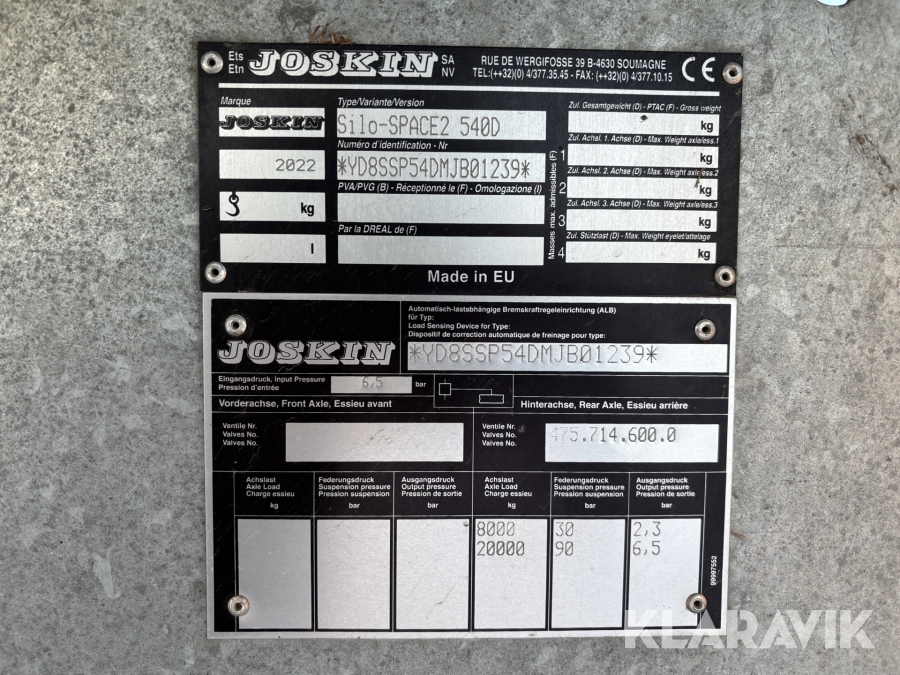 Ets
Etn
JOSKIN
SA
NV
RUE DE WERGIFOSSE 39 B-4630 SOUMAGNE
TEL:(++32)(0) 4/377.35.45 - FAX: (++32)(0) 4/377.10.15
CE
Marque
JOSKIN
2022
kg
l
Type/Variante/Version
Silo-SPACE2 540D
Numéro d'identification - Nr
*YD8SSP54DMJB01239*
PVA/PVG (B) - Réceptionné le (F) - Omologazione (I)
Par la DREAL de (F)
Masses max. admissibles (F)
Zul. Gesamtgewicht (D) - PTAC (F) - Gross weight
kg
Zul. Achsl. 1. Achse (D) - Max. Weight axle/ess.1
1 kg
Zul. Achsl. 2. Achse (D) - Max. Weight axle/ess.2
2 kg
Zul. Achsl. 3. Achse (D) - Max. Weight axle/ess.3
3 kg
Zul. Stützlast (D) - Max. Weight eyelet/attelage
4 kg
Made in EU
JOSKIN
Automatisch-lastabhängige Bremskraftregeleinrichtung (ALB)
für Typ:
Load Sensing Device for Type:
Dispositif de correction automatique de freinage pour type:
*YD8SSP54DMJB01239*
Eingangsdruck, Input Pressure
Pression d'entrée
6,5 bar
Vorderachse, Front Axle, Essieu avant
Hinterachse, Rear Axle, Essieu arrière
Ventile Nr.
Valves No.
Valves No.
Ventile Nr.
Valves No.
Valves No.
475.714.600.0
Achslast
Axle Load
Charge essieu
kg
Federungsdruck
Suspension pressure
Pression suspension
bar
Ausgangsdruck
Output pressure
Pression de sortie
bar
Achslast
Axle Load
Charge essieu
kg
Federungsdruck
Suspension pressure
Pression suspension
bar
Ausgangsdruck
Output pressure
Pression de sortie
bar
8000 30 2,3
20000 90 6,5
99997552
KLARAVIK